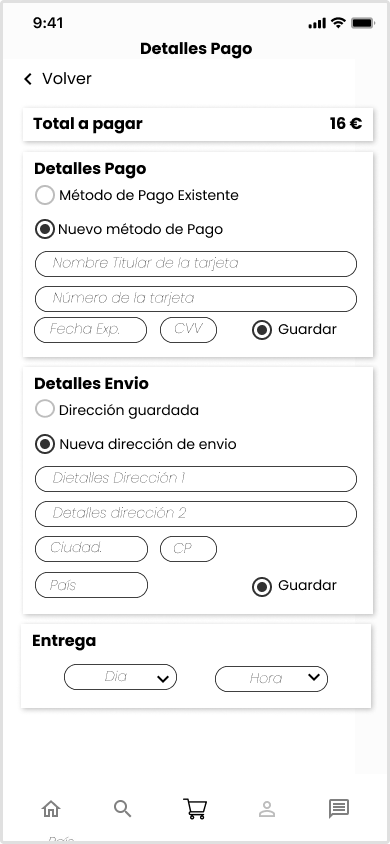 9:41
Detalles Pago
Volver
Total a pagar 16 €
Detalles Pago
Método de Pago Existente
Nuevo método de Pago
Nombre Titular de la tarjeta
Número de la tarjeta
Fecha Exp. CVV Guardar
Detalles Envio
Dirección guardada
Nueva dirección de envio
Dietalles Dirección 1
Detalles dirección 2
Ciudad. CP
País Guardar
Entrega
Dia Hora
País